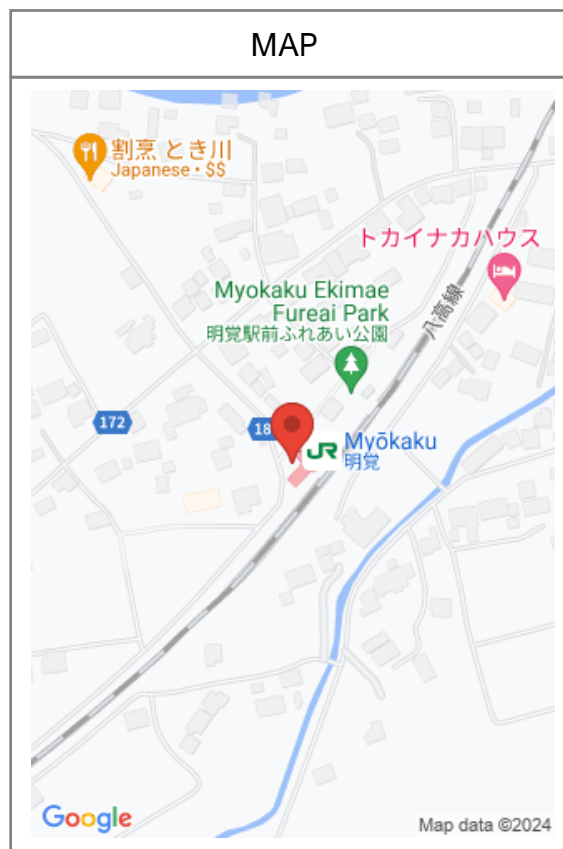 MAP
割烹 とき川
Japanese・$$
トカイナカハウス
Myokaku Ekimae
Fureai Park
明覚駅前ふれあい公園
八高線
172
18
JR Myōkaku
明覚
Google
Map data ©2024